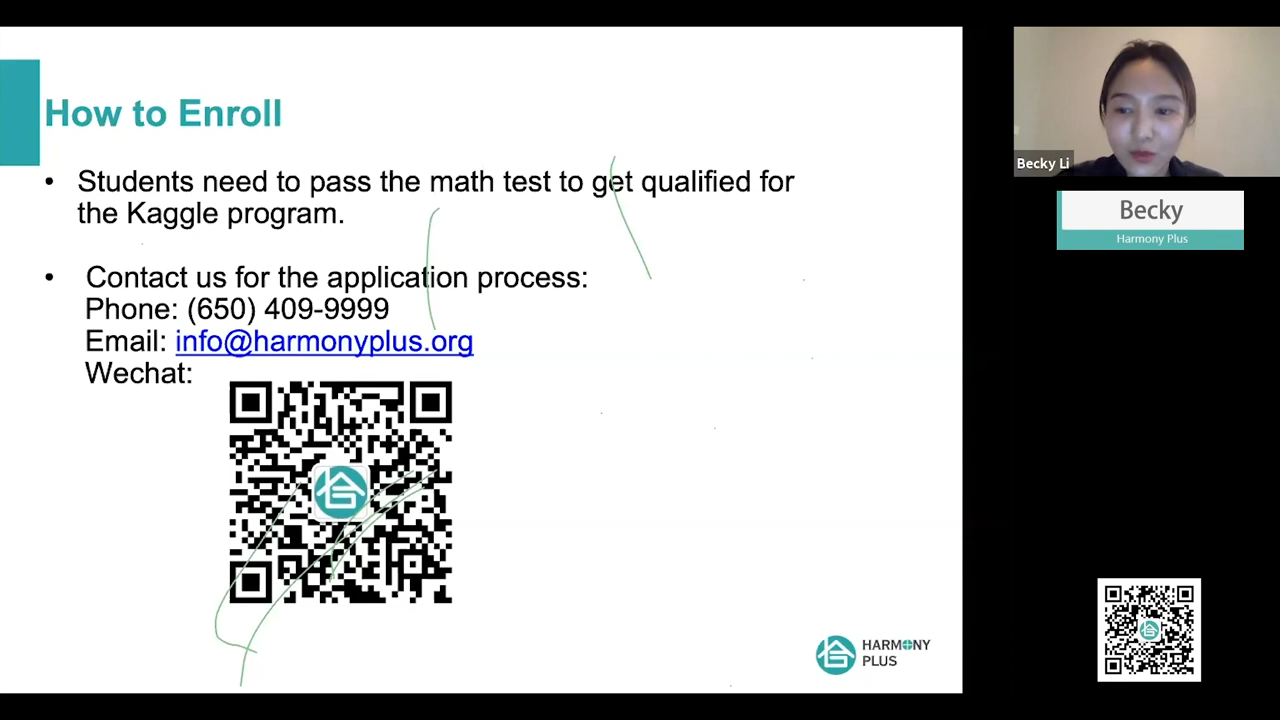 How to Enroll
• Students need to pass the math test to get qualified for
the Kaggle program.
• Contact us for the application process:
Phone: (650) 409-9999
Email: info@harmonyplus.org
Wechat:
HARMONY
PLUS
Becky Li
Becky
Harmony Plus